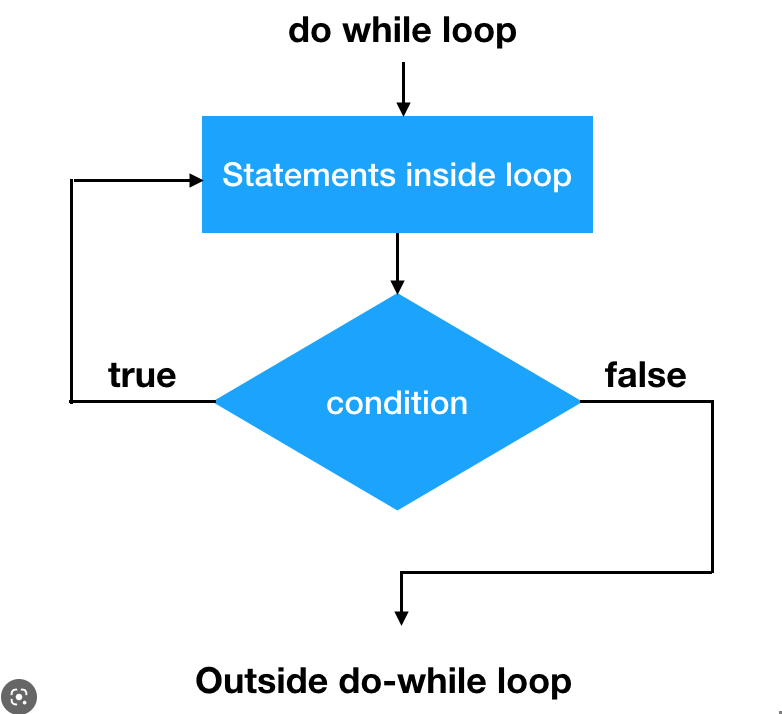 do while loop
Statements inside loop
true
false
condition
Outside do-while loop